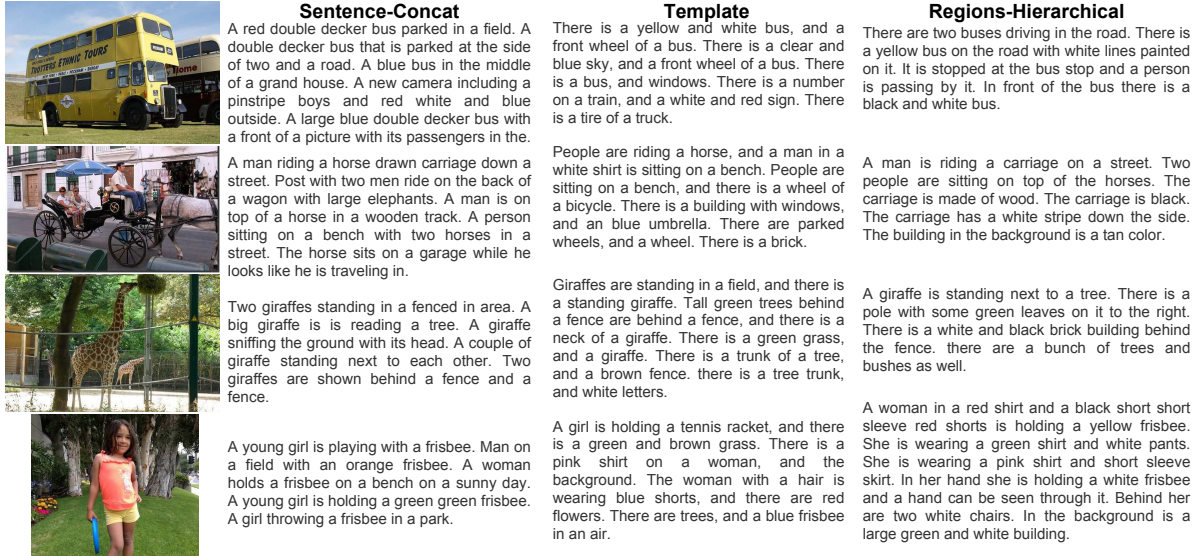 Sentence-Concat
Template
Regions-Hierarchical
TROTTERS ETHNIC TOURS
Home
A red double decker bus parked in a field. A
double decker bus that is parked at the side
of two and a road. A blue bus in the middle
of a grand house. A new camera including a
pinstripe boys and red white and blue
outside. A large blue double decker bus with
a front of a picture with its passengers in the.
There is a yellow and white bus, and a
front wheel of a bus. There is a clear and
blue sky, and a front wheel of a bus. There
is a bus, and windows. There is a number
on a train, and a white and red sign. There
is a tire of a truck.
There are two buses driving in the road. There is
a yellow bus on the road with white lines painted
on it. It is stopped at the bus stop and a person
is passing by it. In front of the bus there is a
black and white bus.
A man riding a horse drawn carriage down a
street. Post with two men ride on the back of
a wagon with large elephants. A man is on
top of a horse in a wooden track. A person
sitting on a bench with two horses in a
street. The horse sits on a garage while he
looks like he is traveling in.
People are riding a horse, and a man in a
white shirt is sitting on a bench. People are
sitting on a bench, and there is a wheel of
a bicycle. There is a building with windows,
and an blue umbrella. There are parked
wheels, and a wheel. There is a brick.
A man is riding a carriage on a street. Two
people are sitting on top of the horses. The
carriage is made of wood. The carriage is black.
The carriage has a white stripe down the side.
The building in the background is a tan color.
Two giraffes standing in a fenced in area. A
big giraffe is is reading a tree. A giraffe
sniffing the ground with its head. A couple of
giraffe standing next to each other. Two
giraffes are shown behind a fence and a
fence.
Giraffes are standing in a field, and there is
a standing giraffe. Tall green trees behind
a fence are behind a fence, and there is a
neck of a giraffe. There is a green grass,
and a giraffe. There is a trunk of a tree,
and a brown fence. there is a tree trunk,
and white letters.
A giraffe is standing next to a tree. There is a
pole with some green leaves on it to the right.
There is a white and black brick building behind
the fence. there are a bunch of trees and
bushes as well.
A young girl is playing with a frisbee. Man on
a field with an orange frisbee. A woman
holds a frisbee on a bench on a sunny day.
A young girl is holding a green green frisbee.
A girl throwing a frisbee in a park.
A girl is holding a tennis racket, and there
is a green and brown grass. There is a
pink shirt on a woman, and the
background. The woman with a hair is
wearing blue shorts, and there are red
flowers. There are trees, and a blue frisbee
in an air.
A woman in a red shirt and a black short short
sleeve red shorts is holding a yellow frisbee.
She is wearing a green shirt and white pants.
She is wearing a pink shirt and short sleeve
skirt. In her hand she is holding a white frisbee
and a hand can be seen through it. Behind her
are two white chairs. In the background is a
large green and white building.